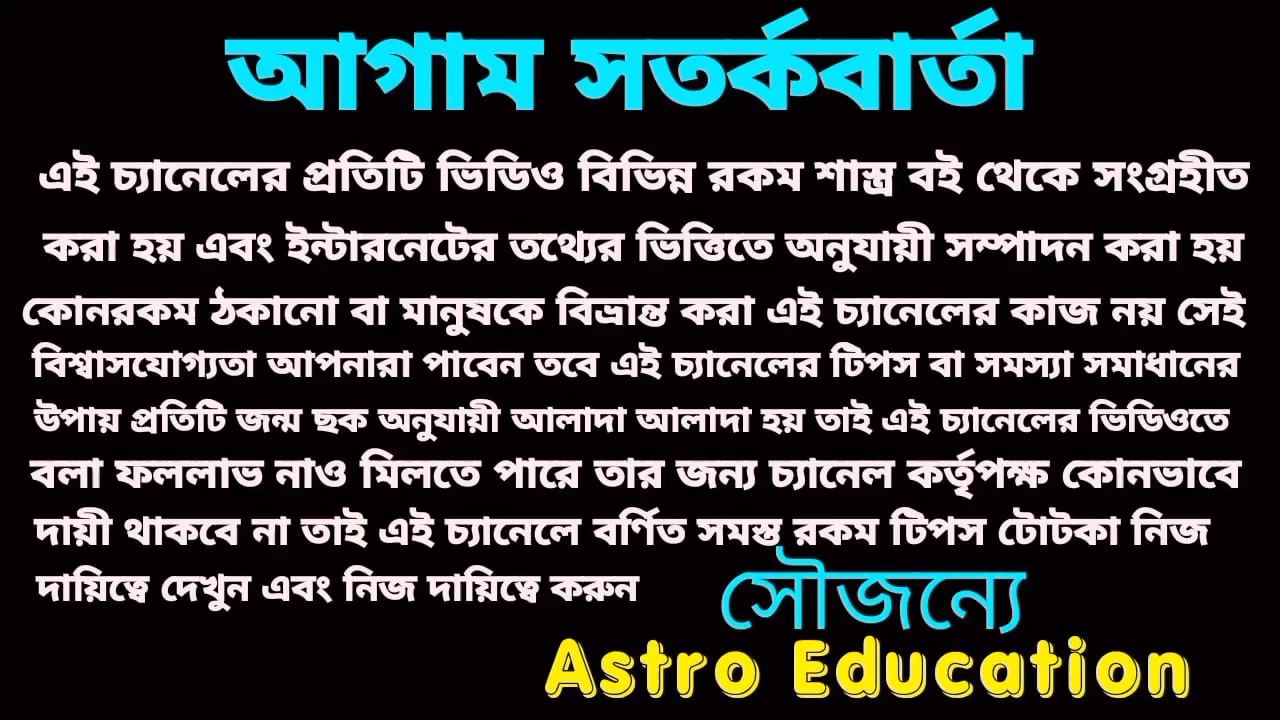 আগাম সতর্কবার্তা
এই চ্যানেলের প্রতিটি ভিডিও বিভিন্ন রকম শাস্ত্র বই থেকে সংগ্রহীত
করা হয় এবং ইন্টারনেটের তথ্যের ভিত্তিতে অনুযায়ী সম্পাদন করা হয়
কোনরকম ঠকানো বা মানুষকে বিভ্রান্ত করা এই চ্যানেলের কাজ নয় সেই
বিশ্বাসযোগ্যতা আপনারা পাবেন তবে এই চ্যানেলের টিপস বা সমস্যা সমাধানের
উপায় প্রতিটি জন্ম ছক অনুযায়ী আলাদা আলাদা হয় তাই এই চ্যানেলের ভিডিওতে
বলা ফললাভ নাও মিলতে পারে তার জন্য চ্যানেল কর্তৃপক্ষ কোনভাবে
দায়ী থাকবে না তাই এই চ্যানেলে বর্ণিত সমস্ত রকম টিপস টোটকা নিজ
দায়িত্বে দেখুন এবং নিজ দায়িত্বে করুন
সৌজন্যে
Astro Education